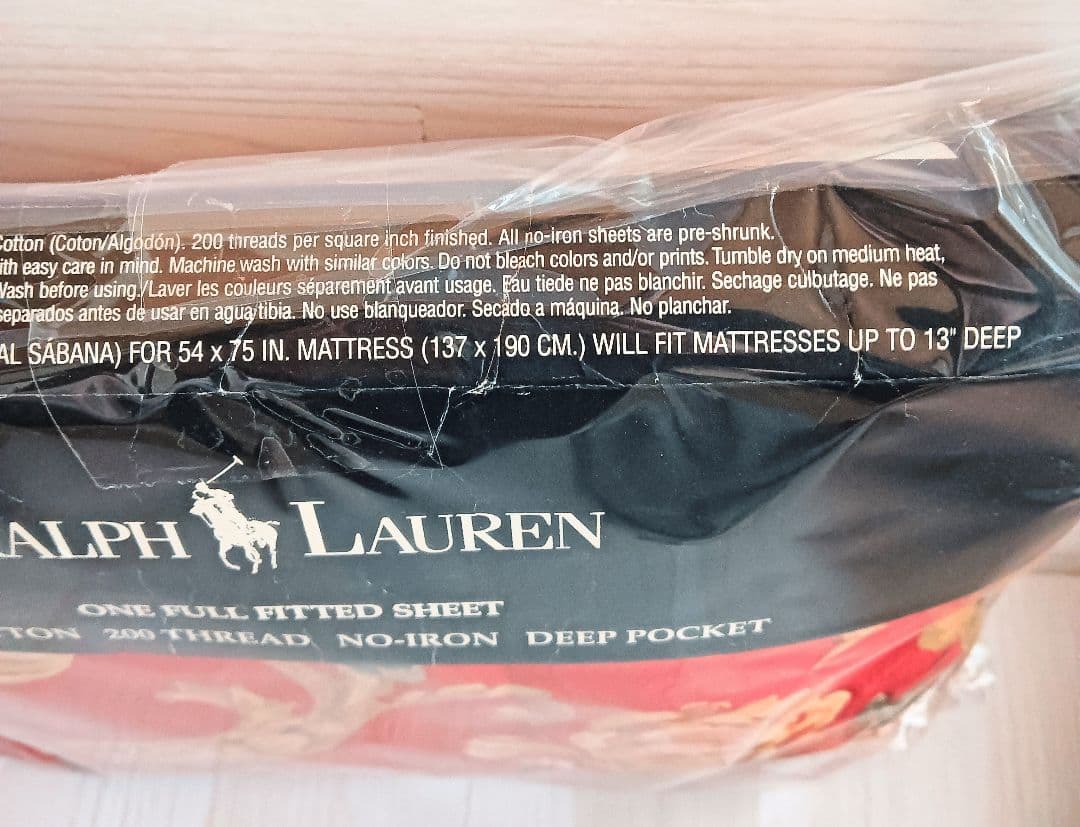 Cotton (Coton/Algodón). 200 threads per square inch finished. All no-iron sheets are pre-shrunk.
ith easy care in mind. Machine wash with similar colors. Do not bleach colors and/or prints. Tumble dry on medium heat,
Wash before using./Laver les couleurs séparement avant usage. Eau tiede ne pas blanchir. Sechage culbutage. Ne pas
separados antes de usar en agua tibia. No use blanqueador. Secado a máquina. No planchar.
AL SÁBANA) FOR 54 x 75 IN. MATTRESS (137 x 190 CM.) WILL FIT MATTRESSES UP TO 13" DEEP
RALPH LAUREN
ONE FULL FITTED SHEET
TON 200 THREAD NO-IRON DEEP POCKET